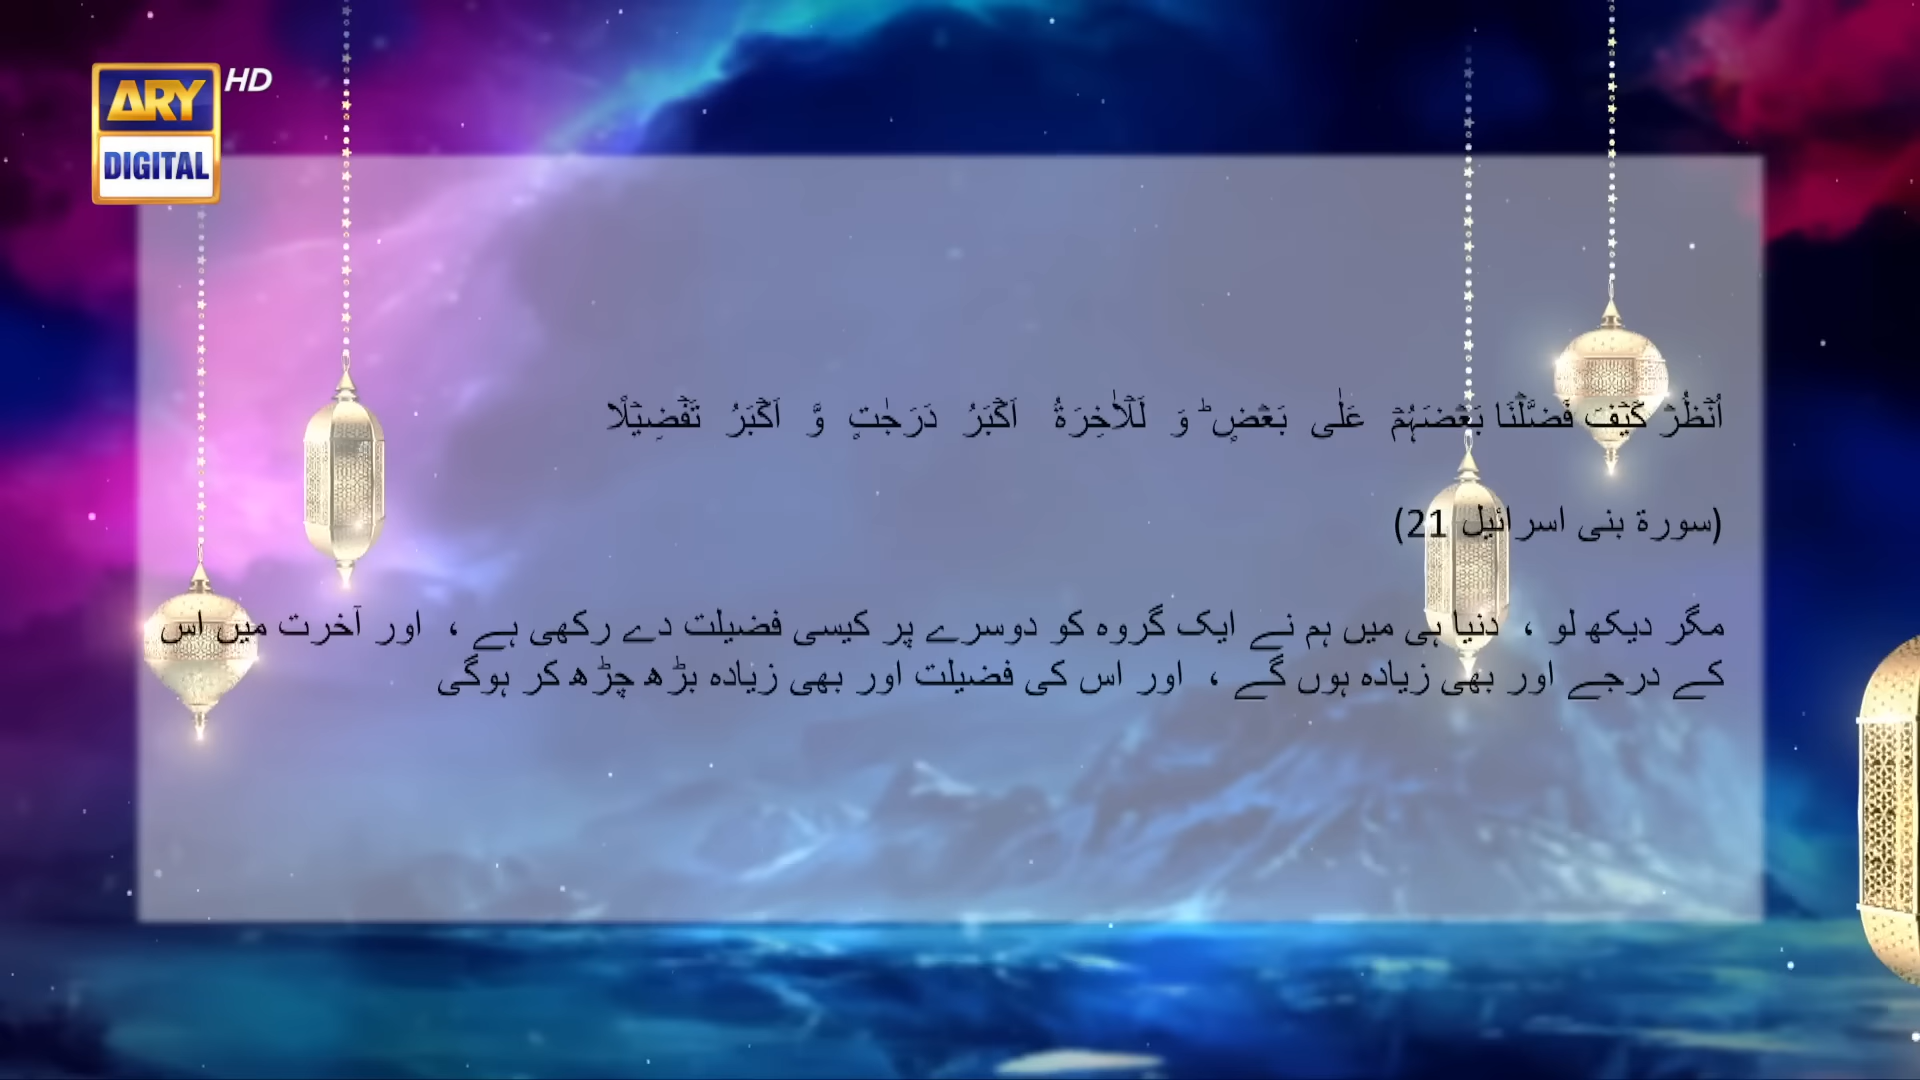 ARY HD
DIGITAL
اُنۡظُرۡ کَیۡفَ فَضَّلۡنَا بَعۡضَہُمۡ عَلٰی بَعۡضٍ ؕ وَ لَلۡاٰخِرَۃُ اَکۡبَرُ دَرَجٰتٍ وَّ اَکۡبَرُ تَفۡضِیۡلًا
(سورۃ بنی اسرائیل 21)
مگر دیکھ لو ، دنیا ہی میں ہم نے ایک گروہ کو دوسرے پر کیسی فضیلت دے رکھی ہے ، اور آخرت میں اس
کے درجے اور بھی زیادہ ہوں گے ، اور اس کی فضیلت اور بھی زیادہ بڑھ چڑھ کر ہوگی